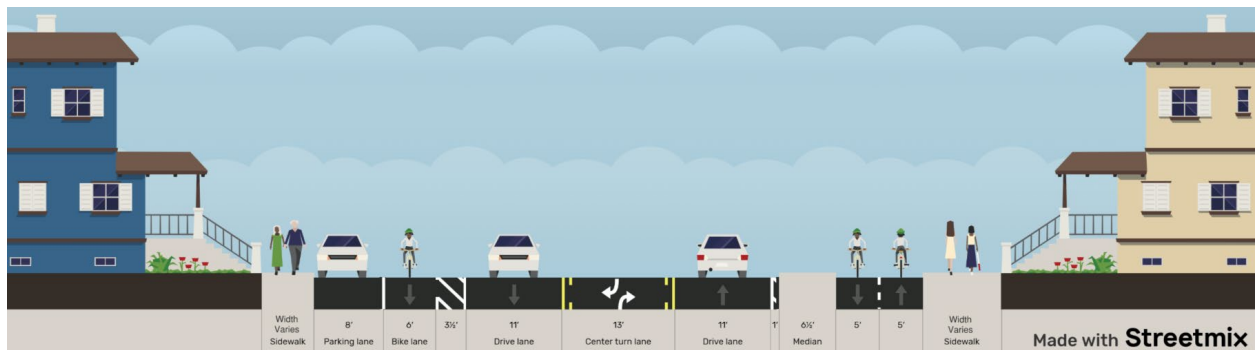 Width
Varies
Sidewalk
8'
Parking lane
6'
Bike lane
3½'
11'
Drive lane
13'
Center turn lane
11'
Drive lane
1'
6½'
Median
5'
5'
Width
Varies
Sidewalk
Made with Streetmix